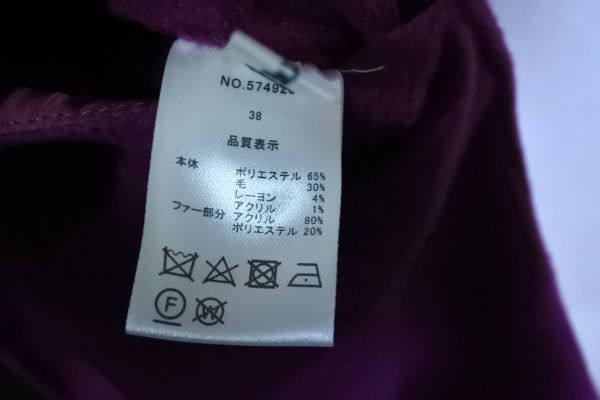 NO.57492
38
品質表示
本体 ポリエステル 65%
毛 30%
レーヨン 4%
アクリル 1%
ファー部分 アクリル 80%
ポリエステル 20%
F
W